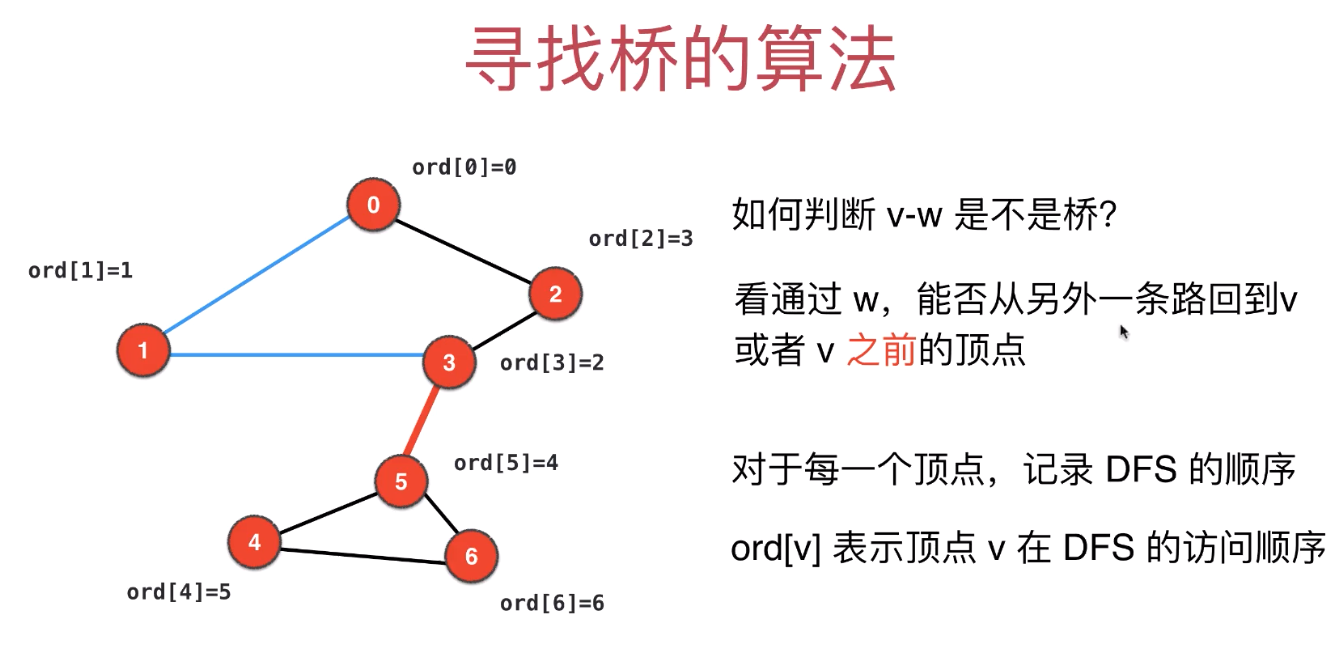 寻找桥的算法
ord[0]=0
0
ord[2]=3
如何判断 v-w 是不是桥?
ord[1]=1
2
看通过 w，能否从另外一条路回到v
或者 v 之前的顶点
1
3
ord[3]=2
ord[5]=4
对于每一个顶点，记录 DFS 的顺序
5
4
6
ord[v] 表示顶点 v 在 DFS 的访问顺序
ord[4]=5
ord[6]=6